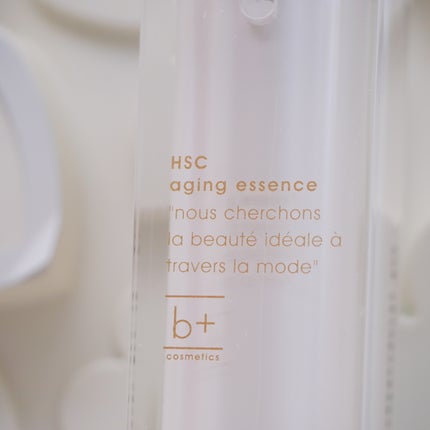 HSC
aging essence
"nous cherchons
la beauté idéale à
travers la mode"
b+
cosmetics